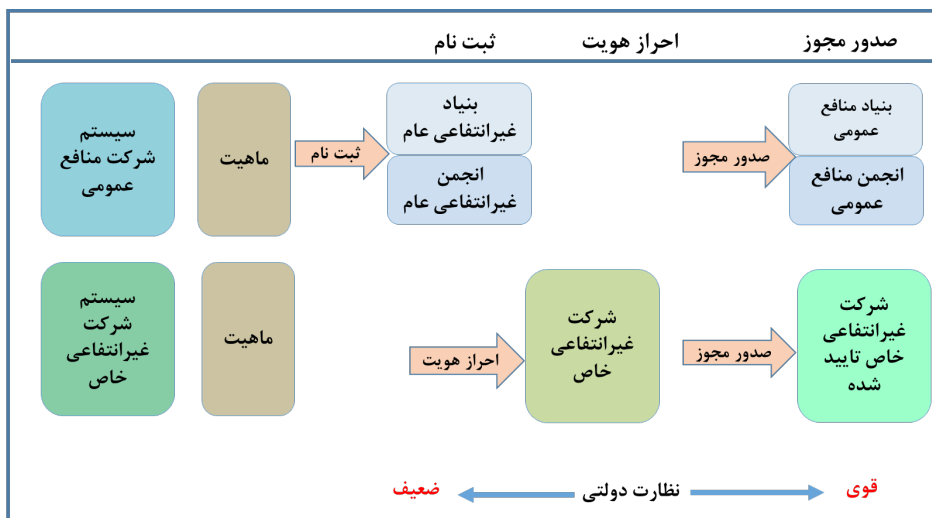 صدور مجوز
احراز هویت
ثبت نام
سیستم
شرکت منافع
عمومی
ماهیت
ثبت نام
بنیاد
غیرانتفاعی عام
انجمن
غیرانتفاعی عام
صدور مجوز
بنیاد منافع
عمومی
انجمن منافع
عمومی
سیستم
شرکت
غیرانتفاعی
خاص
ماهیت
احراز هویت
شرکت
غیرانتفاعی
خاص
صدور مجوز
شرکت
غیرانتفاعی
خاص تایید
شده
قوی
نظارت دولتی
ضعیف